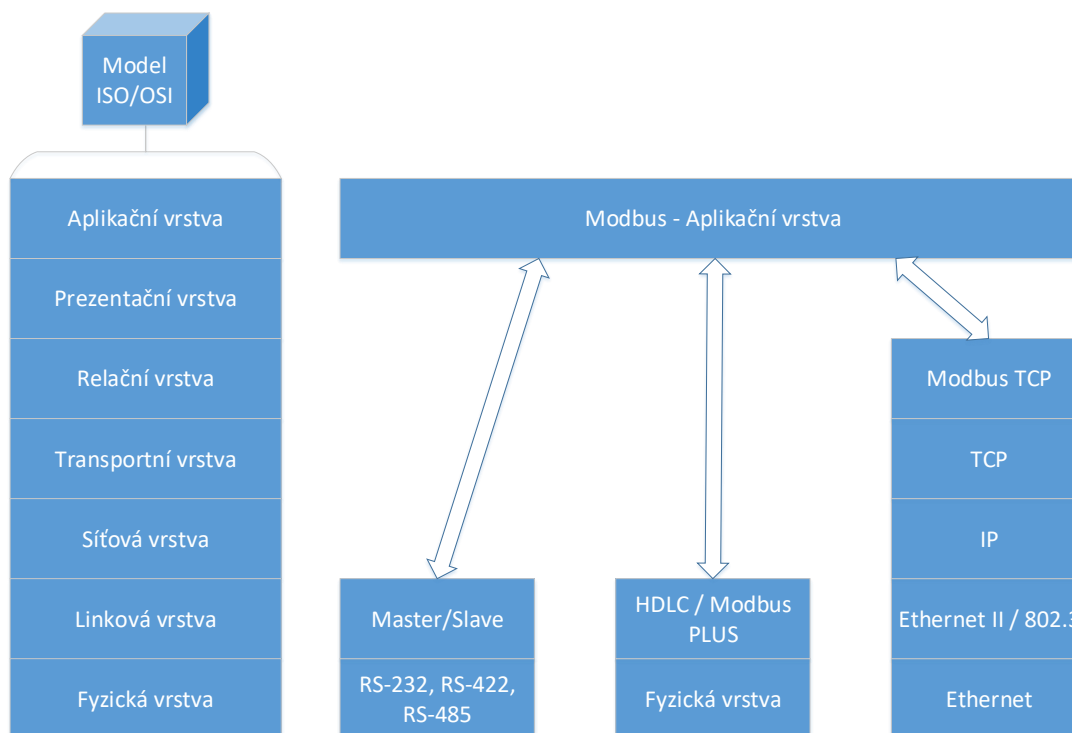 Model
ISO/OSI
Aplikační vrstva
Prezentační vrstva
Relační vrstva
Transportní vrstva
Síťová vrstva
Linková vrstva
Fyzická vrstva
Modbus - Aplikační vrstva
Master/Slave
RS-232, RS-422,
RS-485
HDLC / Modbus
PLUS
Fyzická vrstva
Modbus TCP
TCP
IP
Ethernet II / 802.3
Ethernet